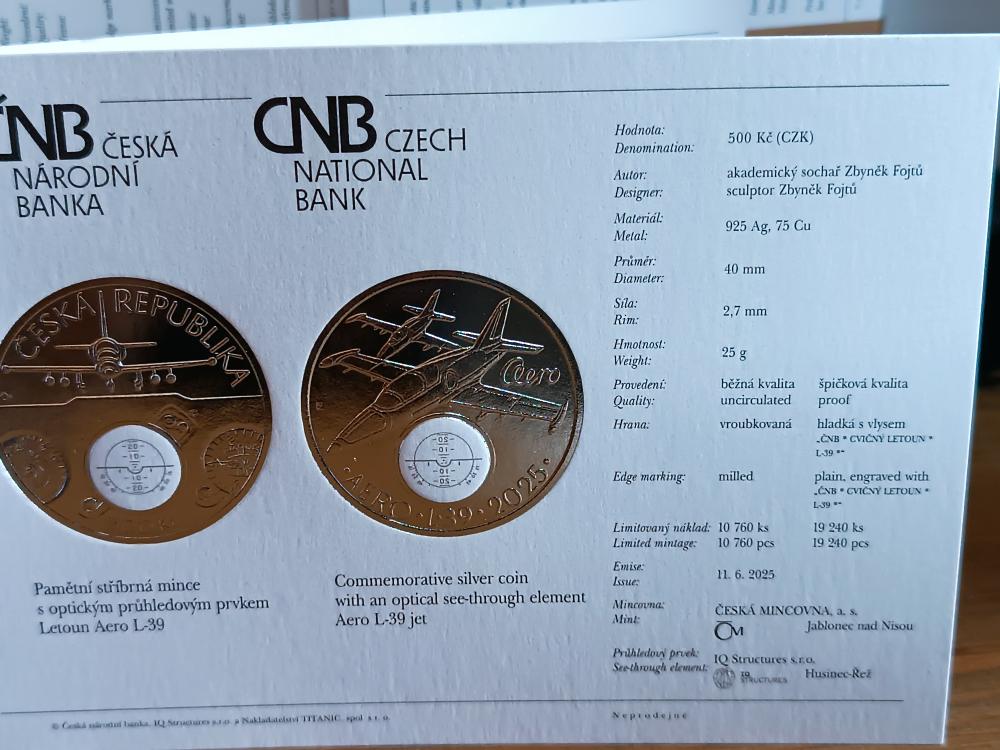 ČNB ČESKÁ
NÁRODNÍ
BANKA
CNB CZECH
NATIONAL
BANK
ČESKÁ REPUBLIKA
Aero
AERO · L-39 · 2025
Pamětní stříbrná mince
s optickým průhledovým prvkem
Letoun Aero L-39
Commemorative silver coin
with an optical see-through element
Aero L-39 jet
Hodnota:
Denomination: 500 Kč (CZK)
Autor: akademický sochař Zbyněk Fojtů
Designer: sculptor Zbyněk Fojtů
Materiál:
Metal: 925 Ag, 75 Cu
Průměr:
Diameter: 40 mm
Síla:
Rim: 2,7 mm
Hmotnost:
Weight: 25 g
Provedení: běžná kvalita špičková kvalita
Quality: uncirculated proof
Hrana: vroubkovaná hladká s vlysem
„ČNB * CVIČNÝ LETOUN *
L-39 *“
Edge marking: milled plain, engraved with
„ČNB * CVIČNÝ LETOUN *
L-39 *“
Limitovaný náklad: 10 760 ks 19 240 ks
Limited mintage: 10 760 pcs 19 240 pcs
Emise:
Issue: 11. 6. 2025
Mincovna: ČESKÁ MINCOVNA, a. s.
Mint: ČM Jablonec nad Nisou
Průhledový prvek: IQ Structures s.r.o.
See-through element: IQ STRUCTURES Husinec-Řež
© Česká národní banka, IQ Structures s.r.o. a Nakladatelství TITANIC, spol. s r. o.
Neprodejné